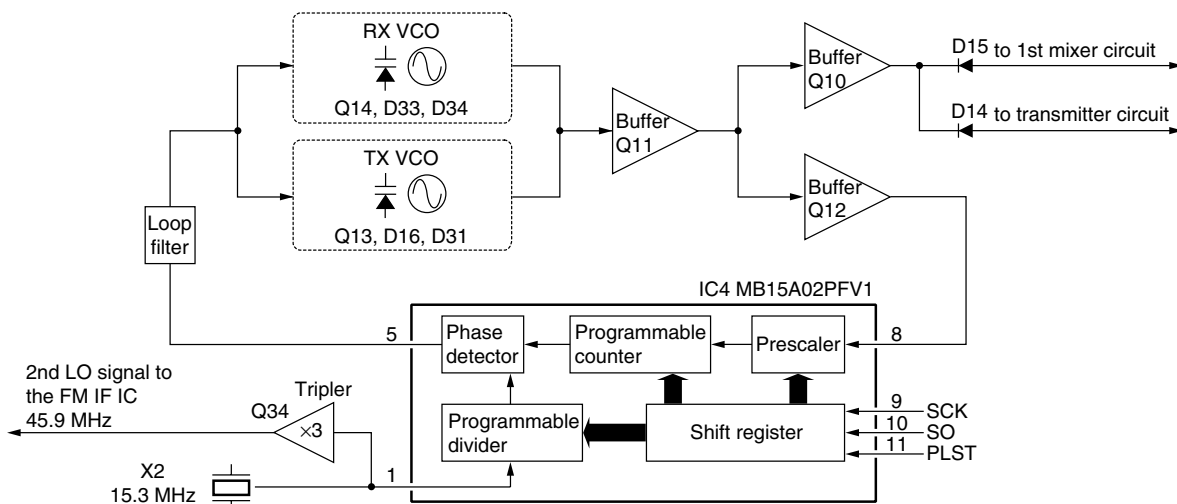 RX VCO
Q14, D33, D34
TX VCO
Q13, D16, D31
Loop
filter
Buffer
Q11
Buffer
Q10
Buffer
Q12
D15 to 1st mixer circuit
D14 to transmitter circuit
IC4 MB15A02PFV1
5
Phase
detector
Programmable
counter
Prescaler
8
2nd LO signal to
the FM IF IC
45.9 MHz
Tripler
Q34
×3
Programmable
divider
Shift register
9
SCK
10
SO
11
PLST
1
X2
15.3 MHz